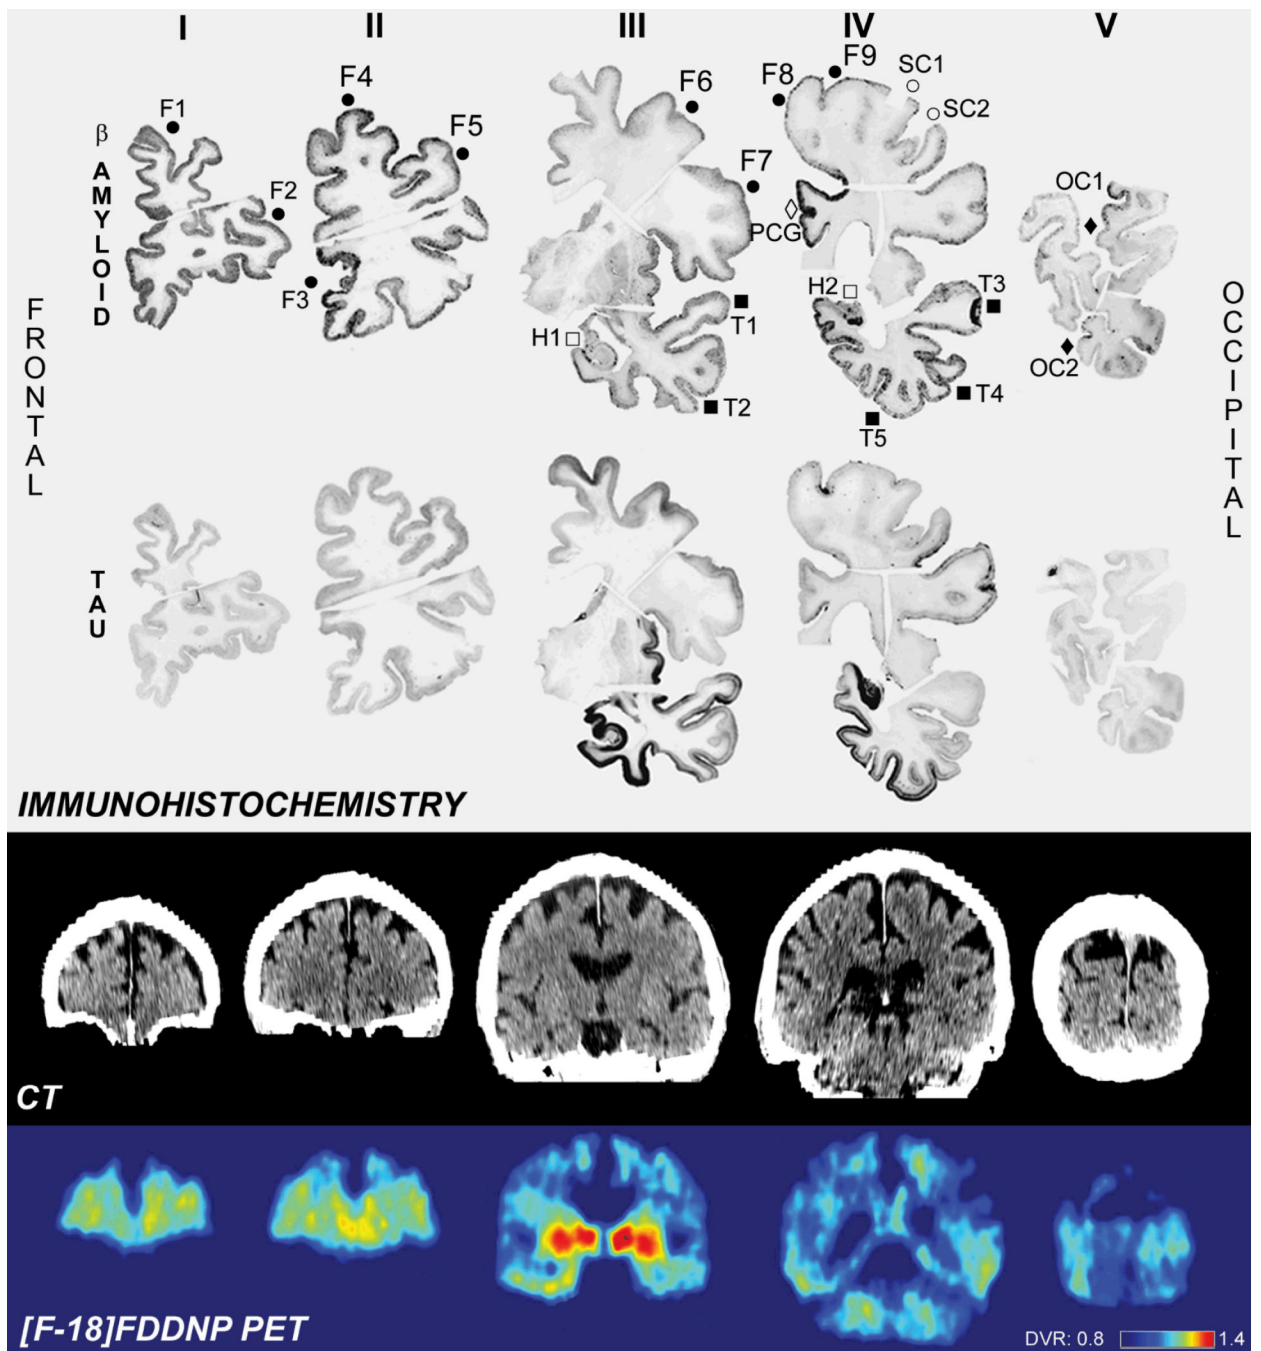 I II III IV V
β AMYLOID
F1
F2
F3
F4
F5
F6
F7
F8
F9
SC1
SC2
PCG
OC1
OC2
H1
H2
T1
T2
T3
T4
T5
FRONTAL
OCCIPITAL
TAU
IMMUNOHISTOCHEMISTRY
CT
[F-18]FDDNP PET
DVR: 0.8 1.4